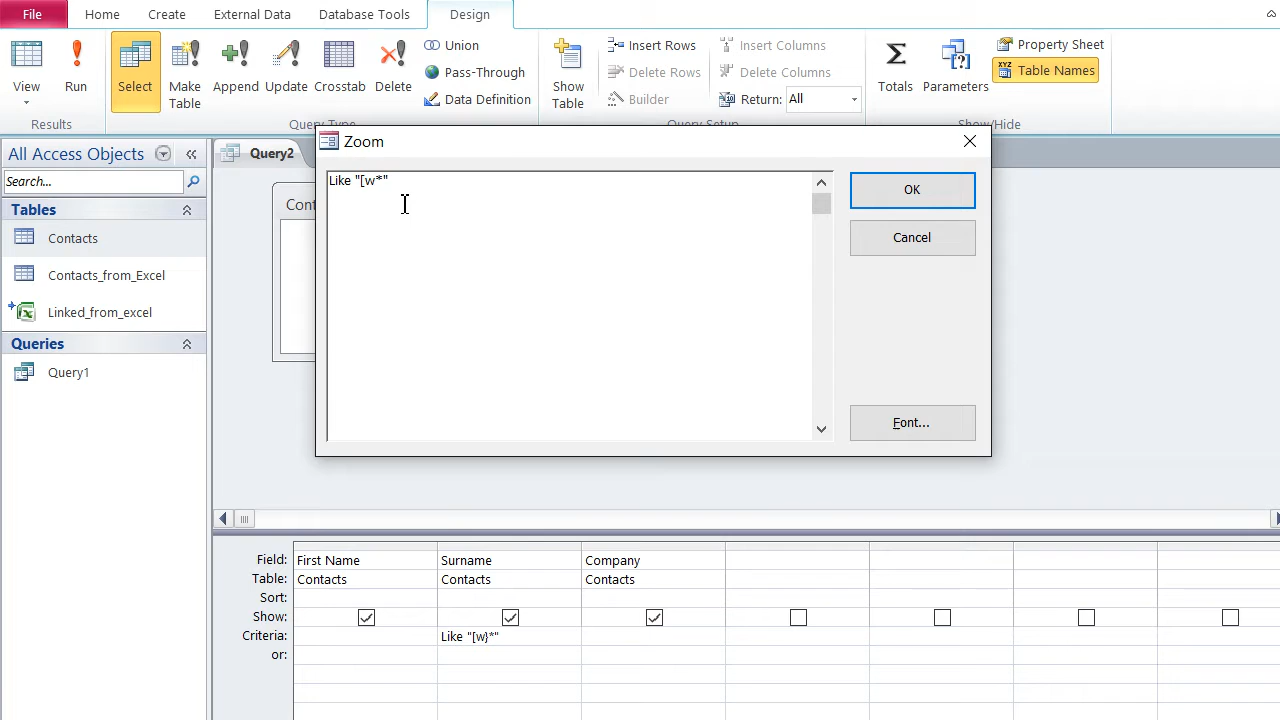 File Home Create External Data Database Tools Design
Union Insert Rows Insert Columns Property Sheet
Pass-Through Delete Rows Delete Columns Table Names
View Run Select Make Table Append Update Crosstab Delete Data Definition Show Table Builder Return: All Totals Parameters
Results Query Type Query Setup Show/Hide
All Access Objects
Search...
Tables
Contacts
Contacts_from_Excel
Linked_from_excel
Queries
Query1
Query2
Cont
Zoom
Like "[w*"
OK
Cancel
Font...
Field: First Name Surname Company
Table: Contacts Contacts Contacts
Sort:
Show:
Criteria: Like "[w}*"
or: